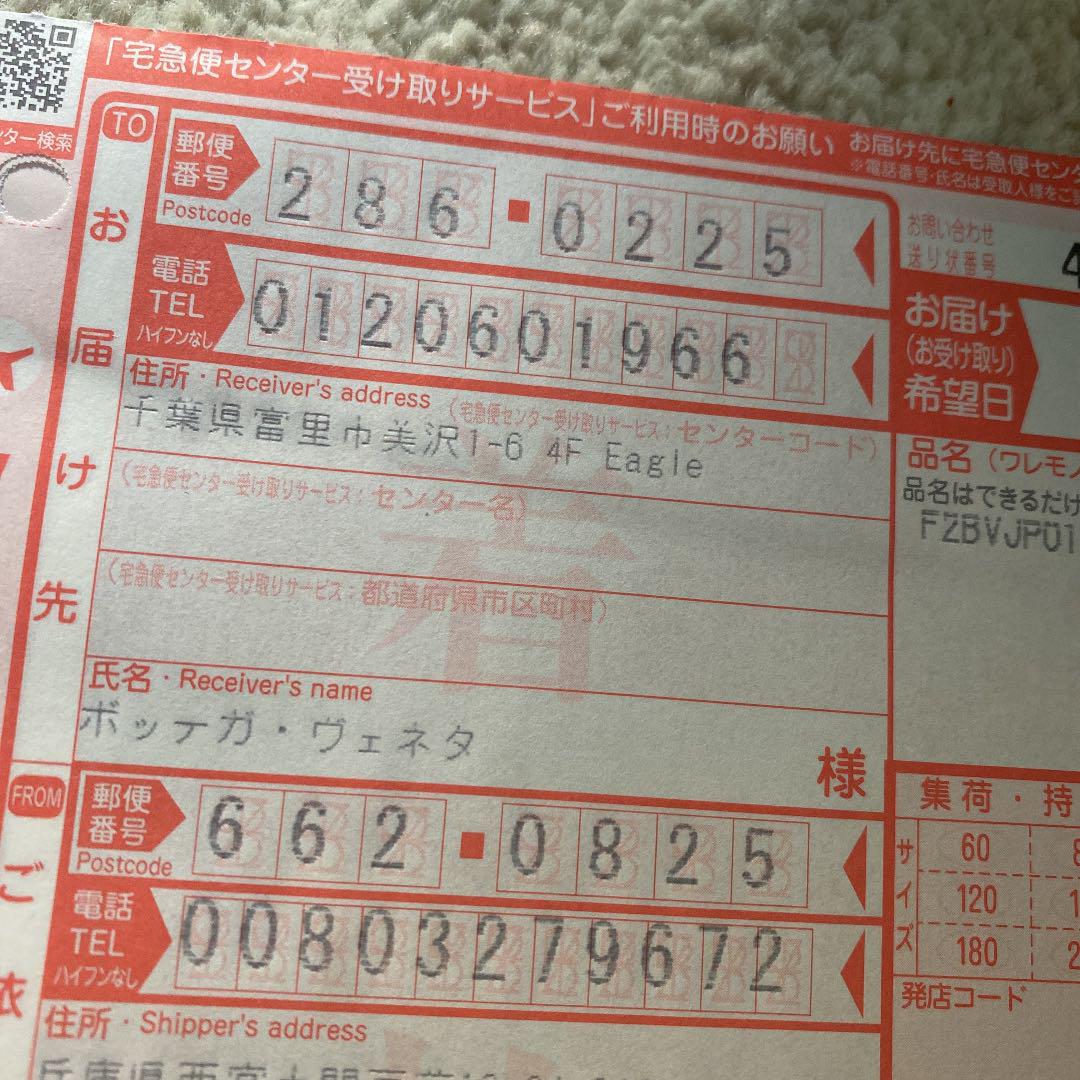 「宅急便センター受け取りサービス」ご利用時のお願い お届け先に宅急便セン
※電話番号・氏名は受取人様をご
ター検索
TO
お届け先
郵便番号
Postcode
286-0225
電話
TEL
ハイフンなし
0120601966
住所・Receiver's address (宅急便センター受け取りサービス:センターコード)
千葉県富里市美沢1-6 4F Eagle
(宅急便センター受け取りサービス:センター名)
(宅急便センター受け取りサービス:都道府県市区町村)
氏名・Receiver's name
ボッテガ・ヴェネタ
様
お問い合わせ
送り状番号
4
お届け
(お受け取り)
希望日
品名(ワレモノ
品名はできるだけ
FZBVJP01
FROM
ご依
郵便番号
Postcode
662-0825
電話
TEL
ハイフンなし
00803279672
住所・Shipper's address
兵庫県西宮
集荷・持
サイズ
60
120
180
発店コード